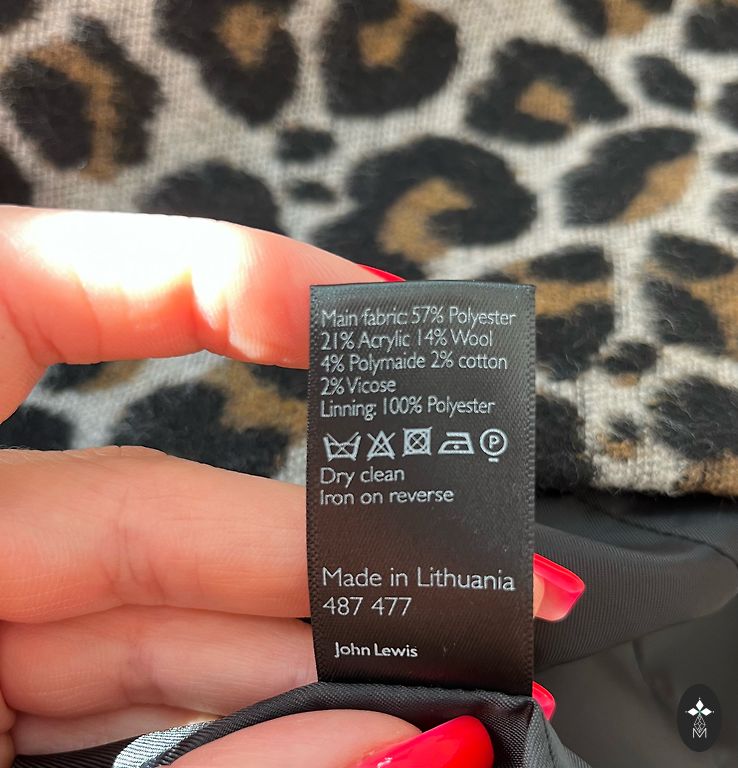 Main fabric: 57% Polyester
21% Acrylic 14% Wool
4% Polymaide 2% cotton
2% Vicose
Linning: 100% Polyester
P
Dry clean
Iron on reverse
Made in Lithuania
487 477
John Lewis
M